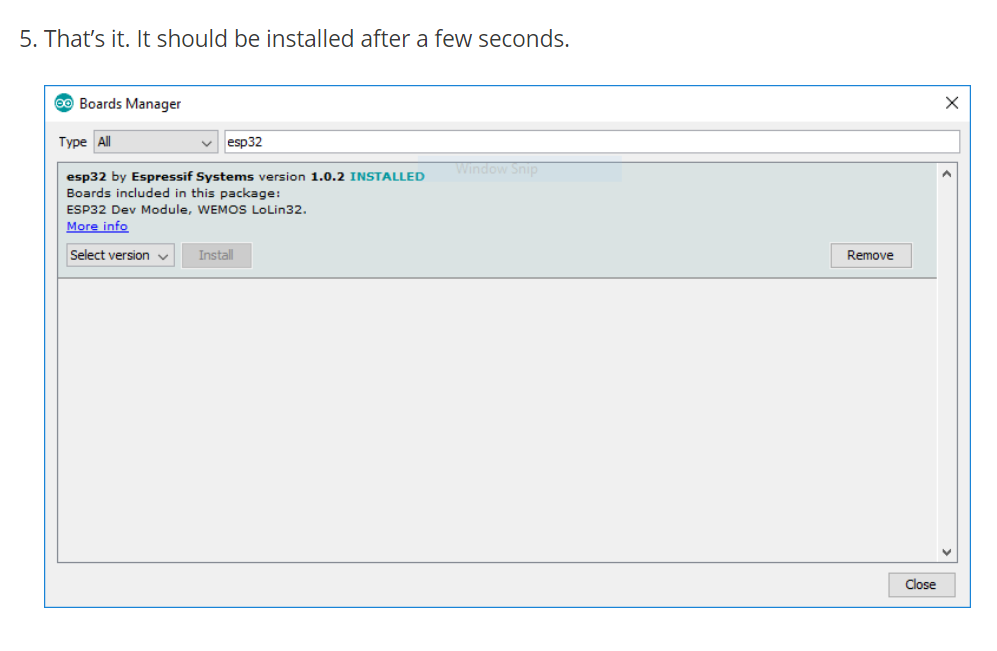 5. That’s it. It should be installed after a few seconds.
Boards Manager
Type All esp32
Window Snip
esp32 by Espressif Systems version 1.0.2 INSTALLED
Boards included in this package:
ESP32 Dev Module, WEMOS LoLin32.
More info
Select version Install Remove
Close